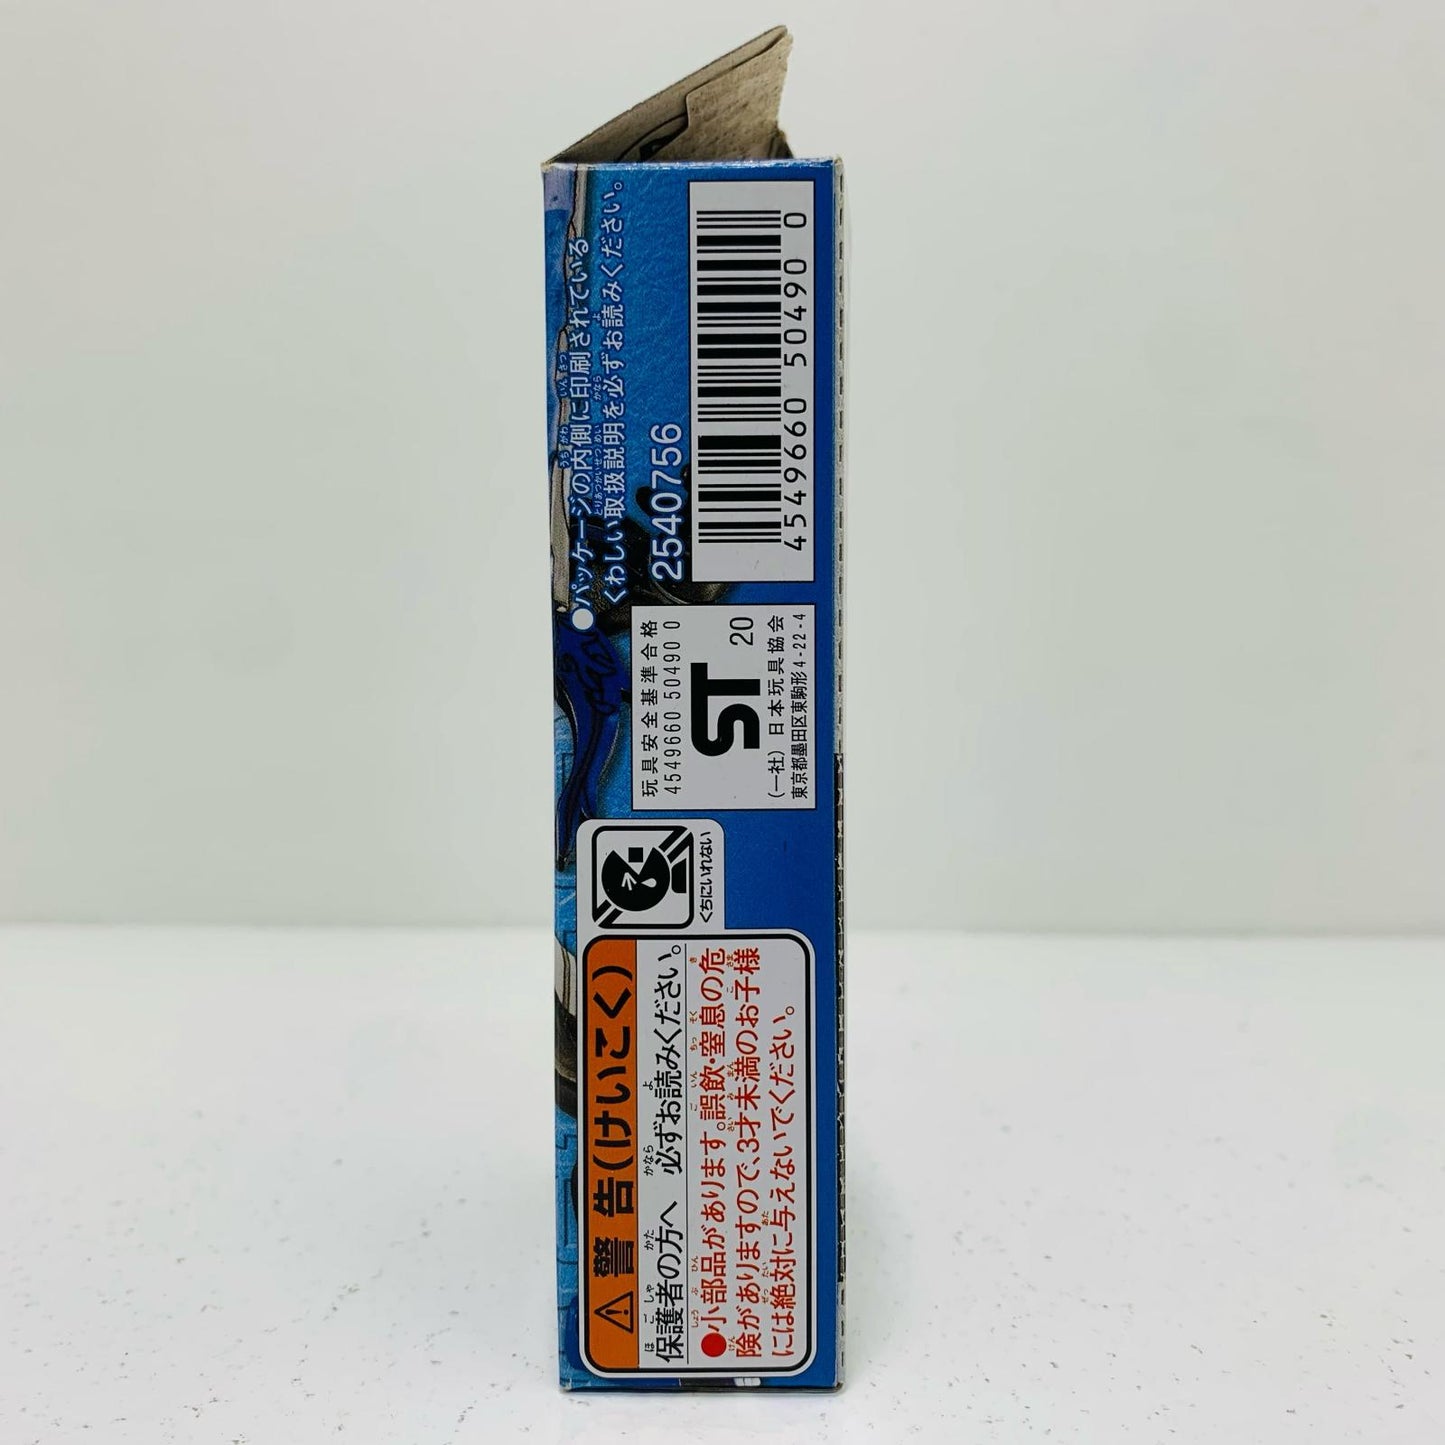 ⚠ 警告(けいこく)
保護者の方へ 必ずお読みください。
●小部品があります。誤飲・窒息の危
険がありますので、3才未満のお子様
には絶対に与えないでください。
くちにいれない
玩具安全基準合格
4549660 50490 0
ST 20
(一社) 日本玩具協会
東京都墨田区東駒形4-22-4
●パッケージの内側に印刷されている
くわしい取扱説明を必ずお読みください。
2540756
4549660 504900